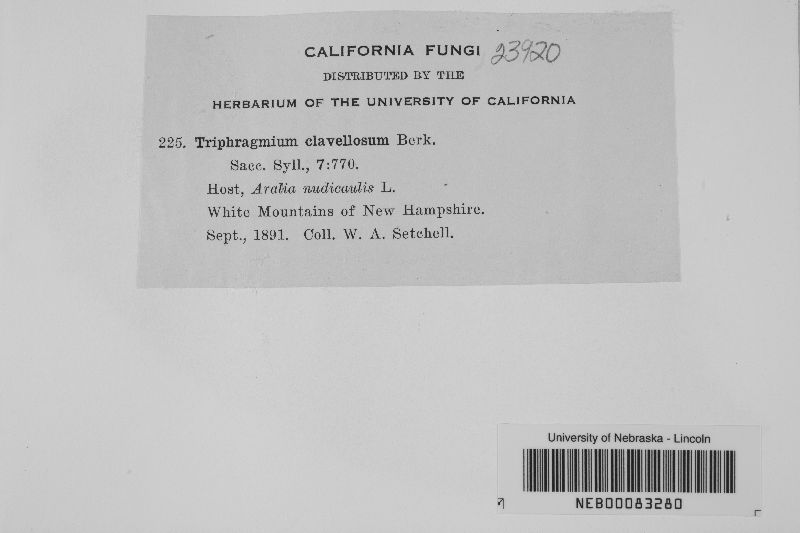 CALIFORNIA FUNGI 23920
DISTRIBUTED BY THE
HERBARIUM OF THE UNIVERSITY OF CALIFORNIA
225. Triphragmium clavellosum Berk.
Sacc. Syll., 7:770.
Host, Aralia nudicaulis L.
White Mountains of New Hampshire.
Sept., 1891. Coll. W. A. Setchell.
University of Nebraska - Lincoln
NEB00083280